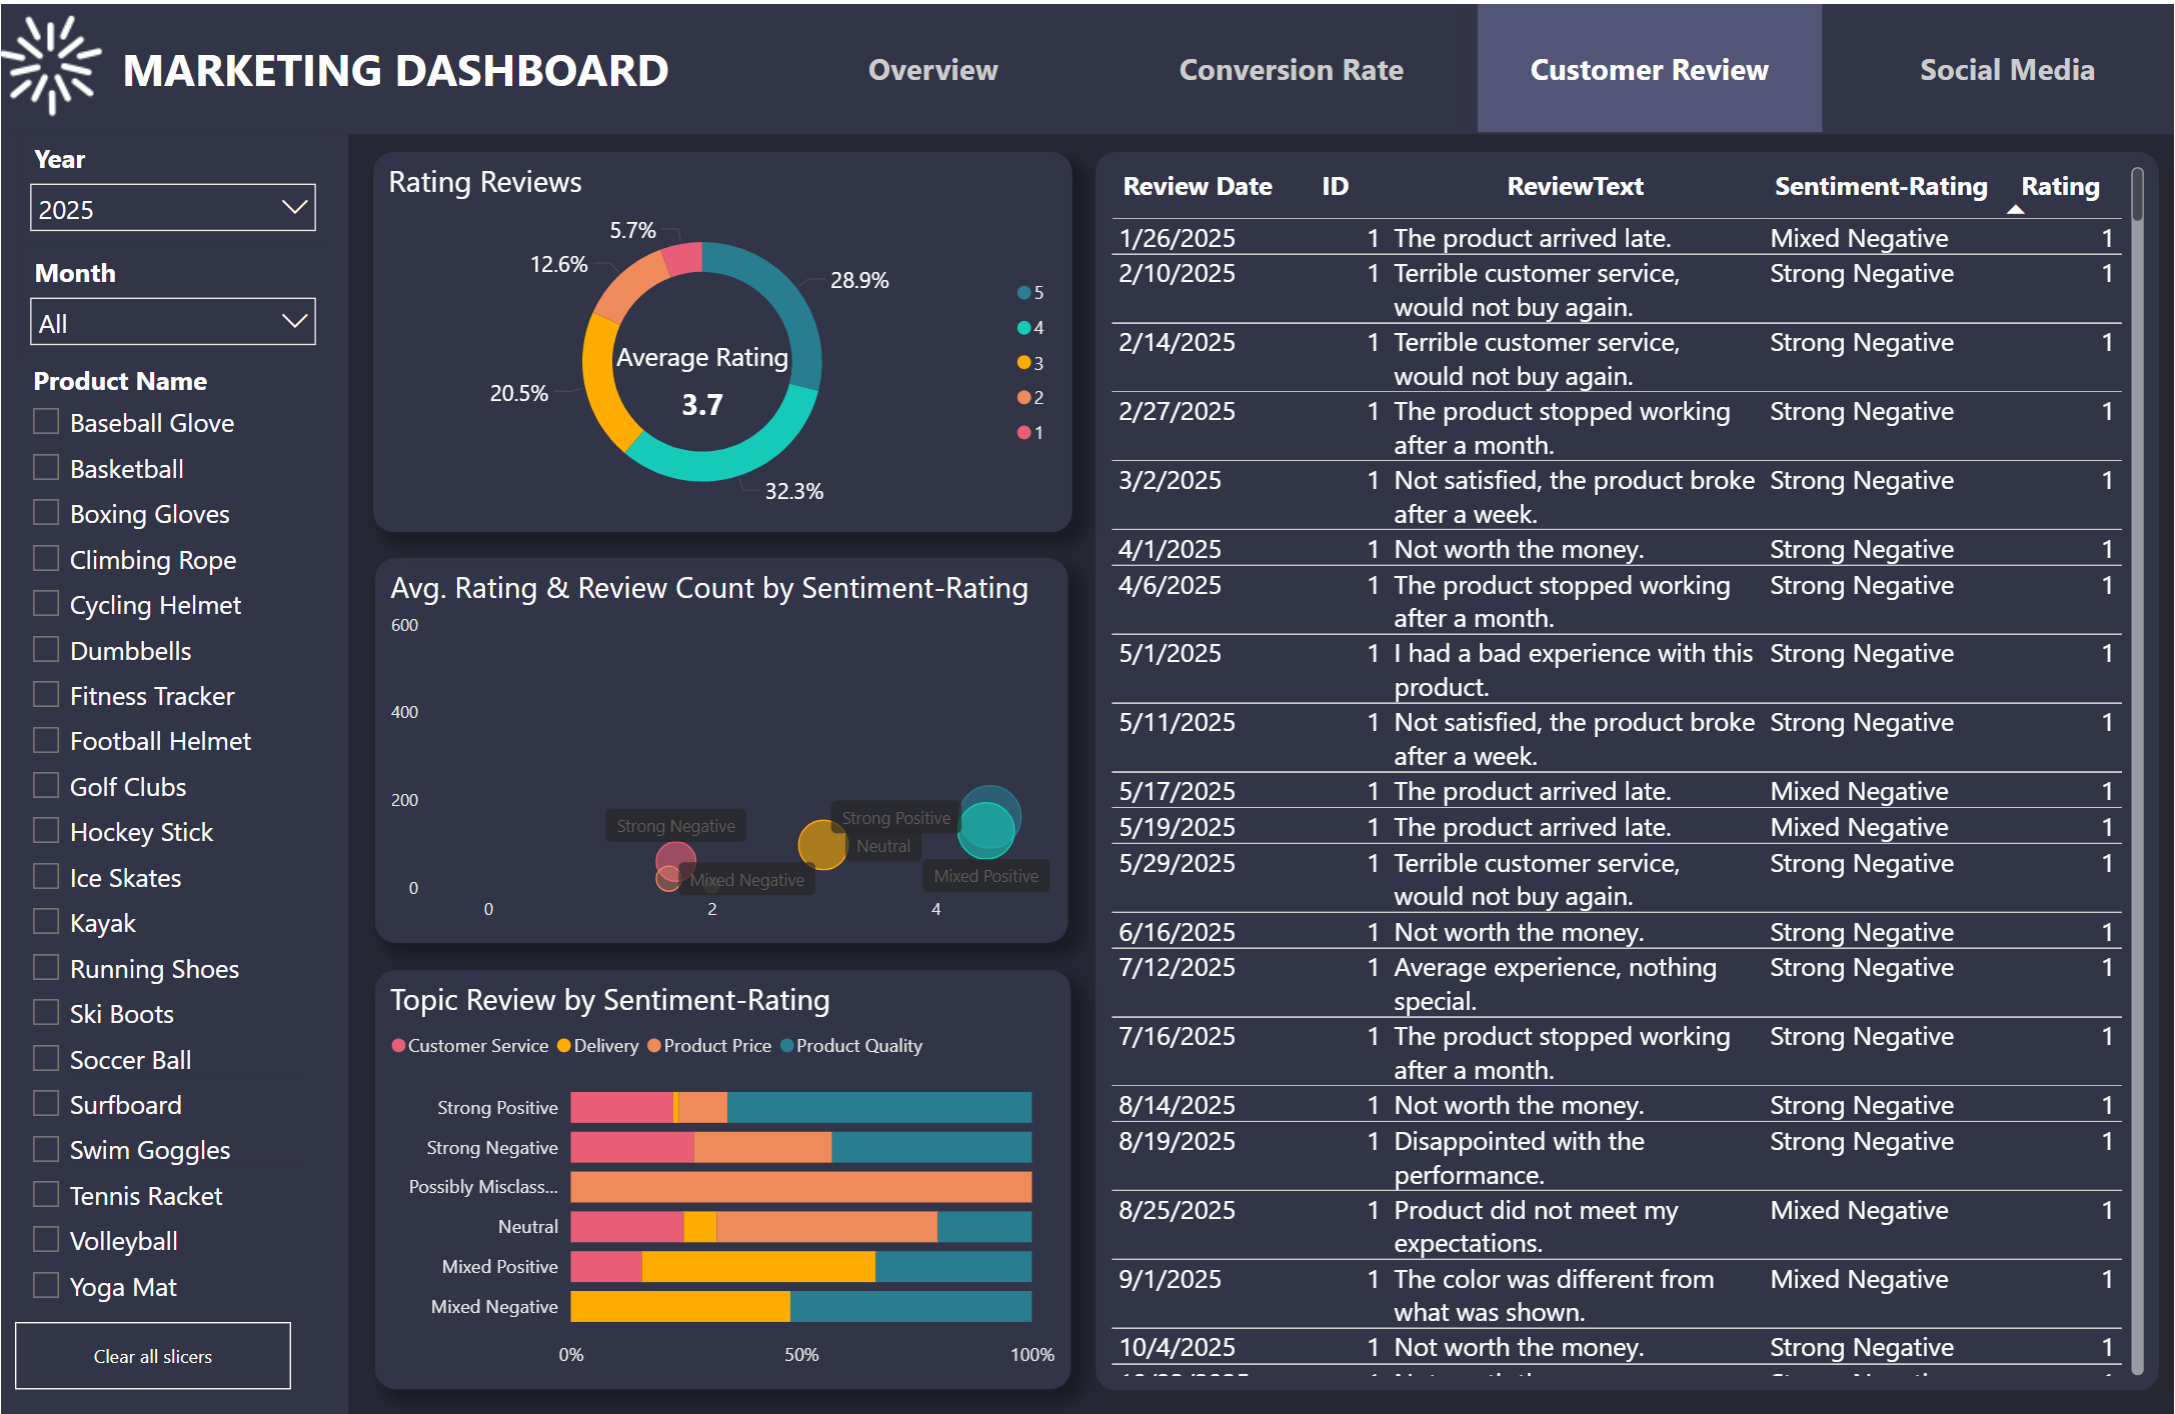 MARKETING DASHBOARD
Overview
Conversion Rate
Customer Review
Social Media
Year
2025
Month
All
Product Name
Baseball Glove
Basketball
Boxing Gloves
Climbing Rope
Cycling Helmet
Dumbbells
Fitness Tracker
Football Helmet
Golf Clubs
Hockey Stick
Ice Skates
Kayak
Running Shoes
Ski Boots
Soccer Ball
Surfboard
Swim Goggles
Tennis Racket
Volleyball
Yoga Mat
Clear all slicers
Rating Reviews
5.7%
12.6%
28.9%
20.5%
32.3%
Average Rating
3.7
5
4
3
2
1
Avg. Rating & Review Count by Sentiment-Rating
600
400
200
0
Strong Negative
Strong Positive
Neutral
Mixed Negative
Mixed Positive
0 2 4
Topic Review by Sentiment-Rating
Customer Service Delivery Product Price Product Quality
Strong Positive
Strong Negative
Possibly Misclass...
Neutral
Mixed Positive
Mixed Negative
0% 50% 100%
Review Date ID ReviewText Sentiment-Rating Rating
1/26/2025 1 The product arrived late. Mixed Negative 1
2/10/2025 1 Terrible customer service, Strong Negative 1
would not buy again.
2/14/2025 1 Terrible customer service, Strong Negative 1
would not buy again.
2/27/2025 1 The product stopped working Strong Negative 1
after a month.
3/2/2025 1 Not satisfied, the product broke Strong Negative 1
after a week.
4/1/2025 1 Not worth the money. Strong Negative 1
4/6/2025 1 The product stopped working Strong Negative 1
after a month.
5/1/2025 1 I had a bad experience with this Strong Negative 1
product.
5/11/2025 1 Not satisfied, the product broke Strong Negative 1
after a week.
5/17/2025 1 The product arrived late. Mixed Negative 1
5/19/2025 1 The product arrived late. Mixed Negative 1
5/29/2025 1 Terrible customer service, Strong Negative 1
would not buy again.
6/16/2025 1 Not worth the money. Strong Negative 1
7/12/2025 1 Average experience, nothing Strong Negative 1
special.
7/16/2025 1 The product stopped working Strong Negative 1
after a month.
8/14/2025 1 Not worth the money. Strong Negative 1
8/19/2025 1 Disappointed with the Strong Negative 1
performance.
8/25/2025 1 Product did not meet my Mixed Negative 1
expectations.
9/1/2025 1 The color was different from Mixed Negative 1
what was shown.
10/4/2025 1 Not worth the money. Strong Negative 1